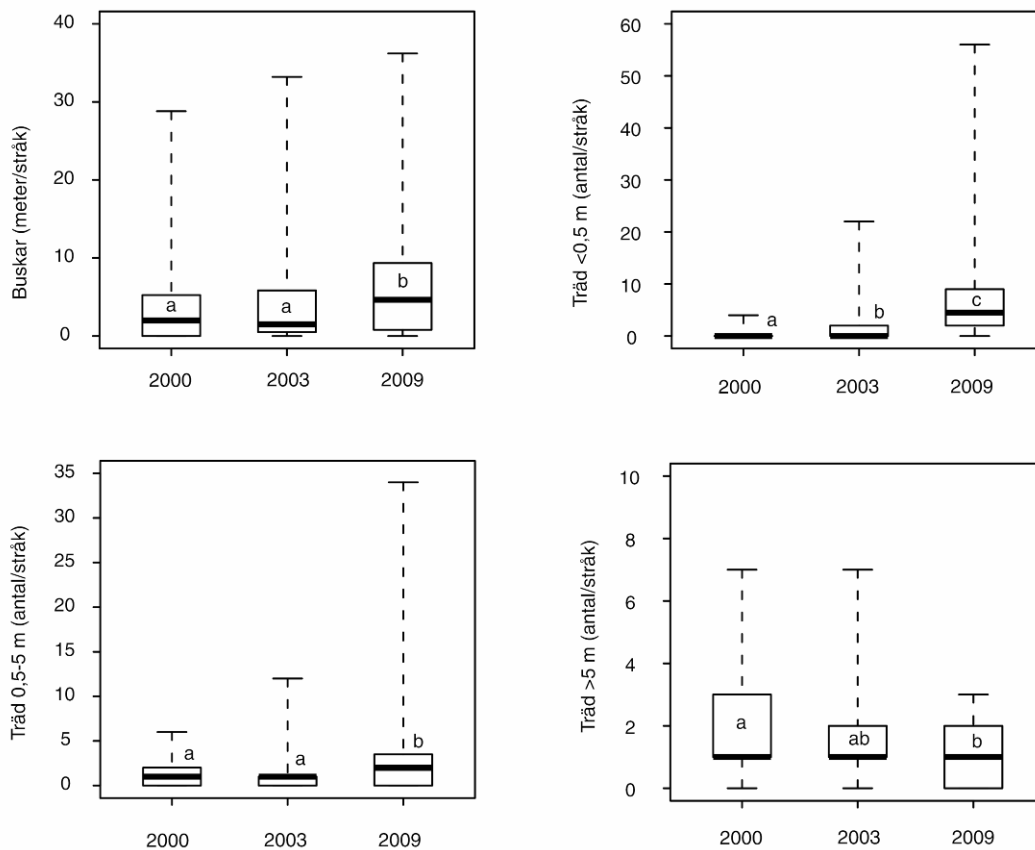 Buskar (meter/stråk)
40
30
20
10
0
a
a
b
2000 2003 2009
Träd <0,5 m (antal/stråk)
60
50
40
30
20
10
0
a
b
c
2000 2003 2009
Träd 0,5-5 m (antal/stråk)
35
30
25
20
15
10
5
0
a
a
b
2000 2003 2009
Träd >5 m (antal/stråk)
10
8
6
4
2
0
a
ab
b
2000 2003 2009